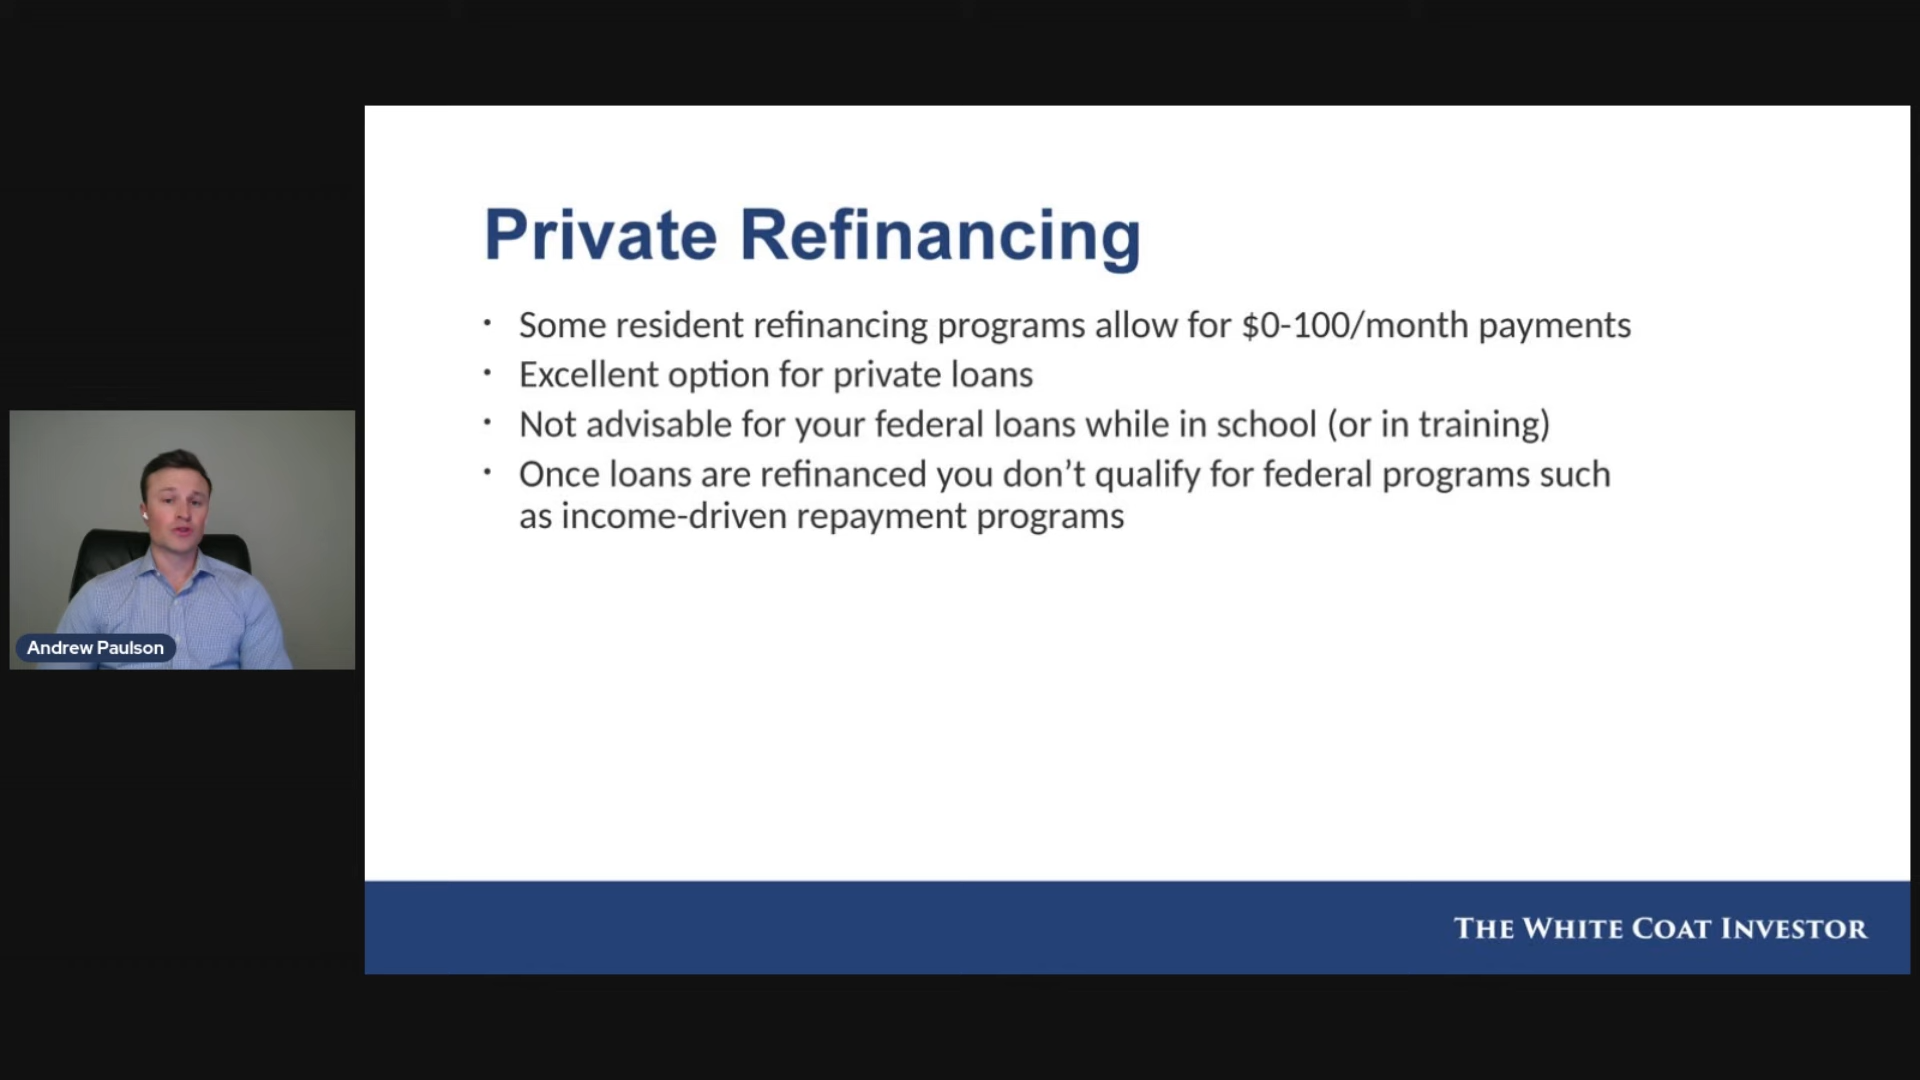 Private Refinancing
· Some resident refinancing programs allow for $0-100/month payments
· Excellent option for private loans
· Not advisable for your federal loans while in school (or in training)
· Once loans are refinanced you don’t qualify for federal programs such
as income-driven repayment programs
Andrew Paulson
THE WHITE COAT INVESTOR